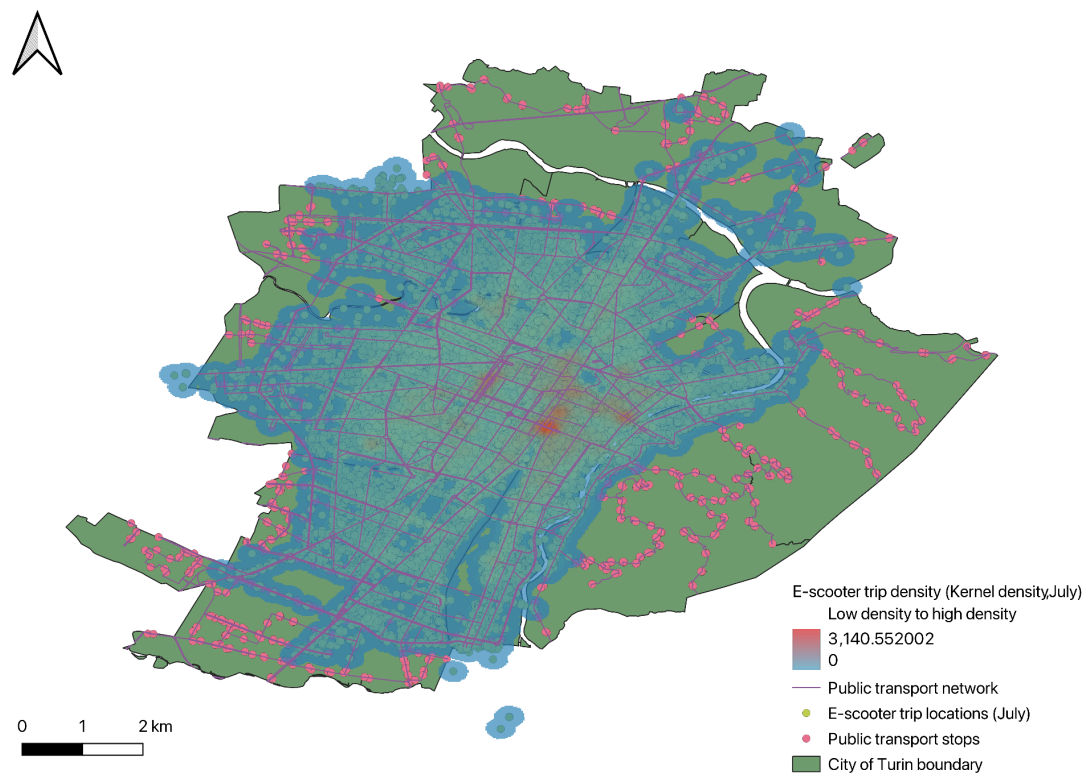 E-scooter trip density (Kernel density,July)
Low density to high density
3,140.552002
0
Public transport network
E-scooter trip locations (July)
Public transport stops
City of Turin boundary
0 1 2 km